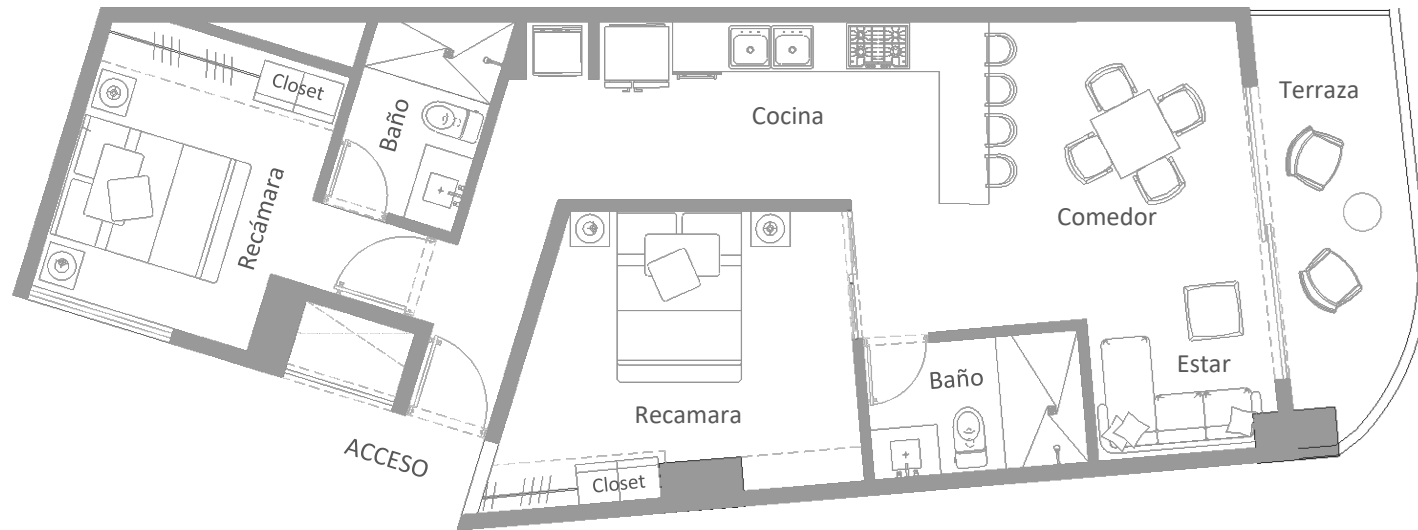 Closet
Baño
Recámara
Cocina
Terraza
Comedor
Estar
Baño
Recamara
ACCESO
Closet